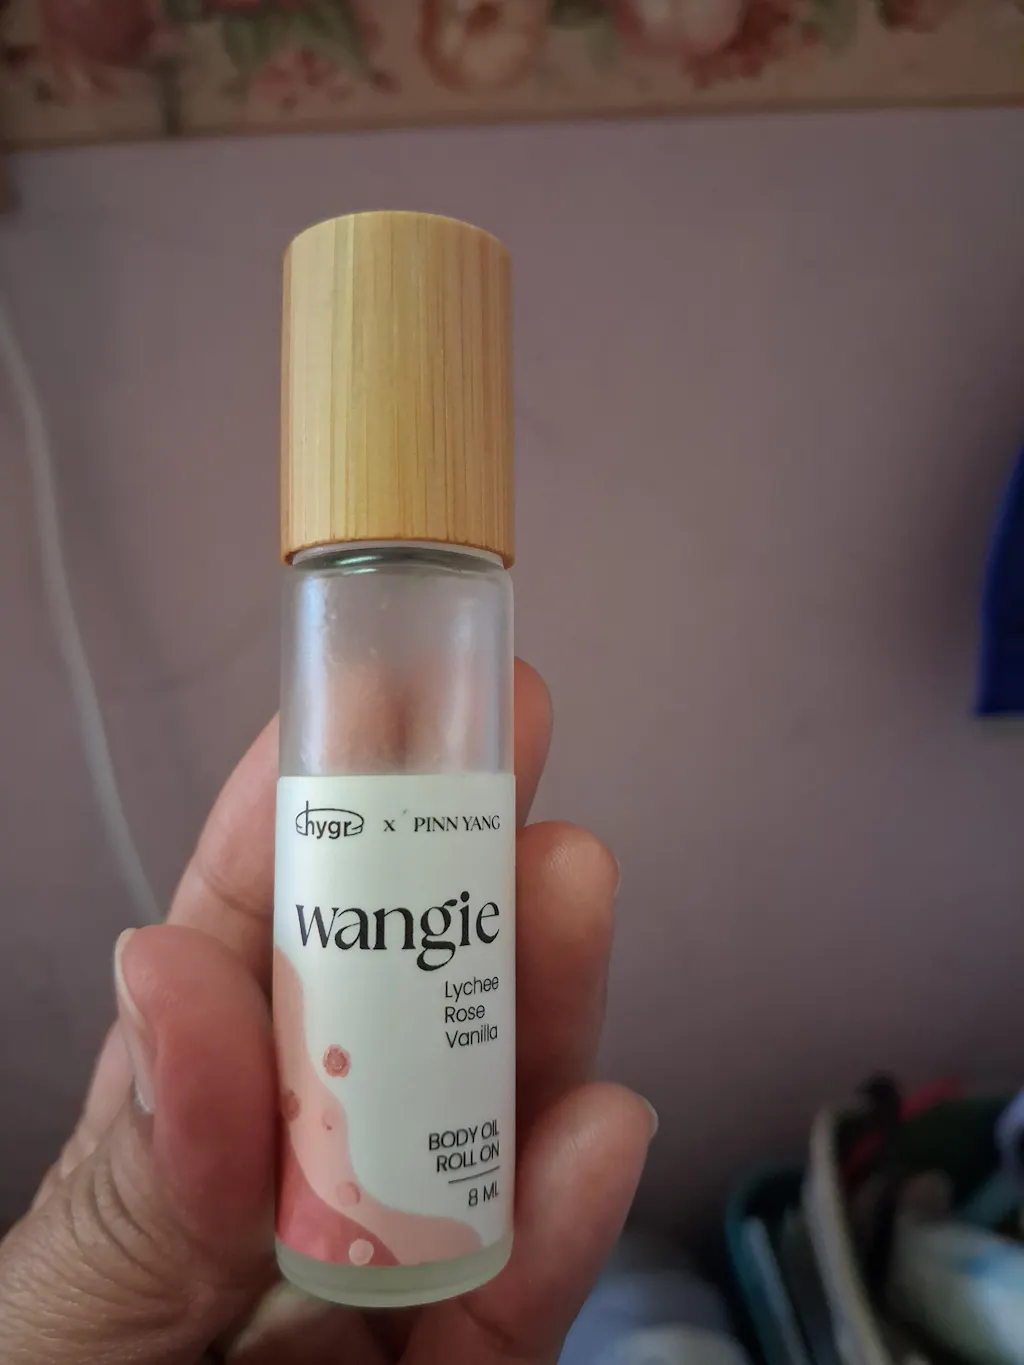 hygr x PINN YANG
wangie
Lychee
Rose
Vanilla
BODY OIL
ROLL ON
8 ML